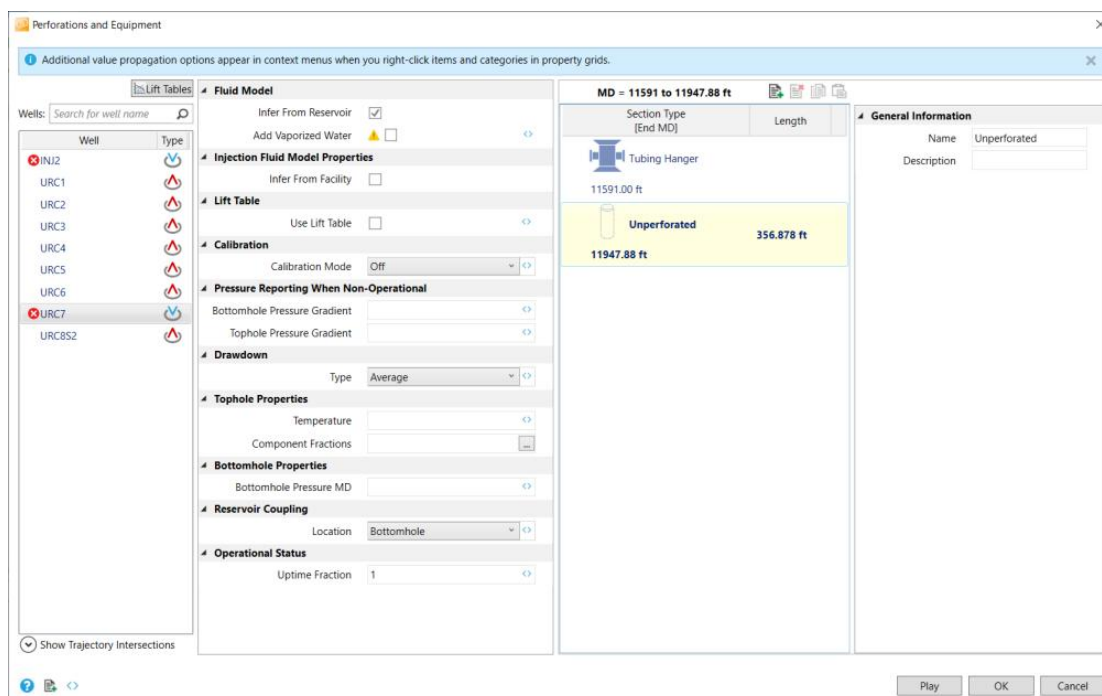 Perforations and Equipment
Additional value propagation options appear in context menus when you right-click items and categories in property grids.
Lift Tables
Wells: Search for well name
Well Type
INJ2
URC1
URC2
URC3
URC4
URC5
URC6
URC7
URC8S2
Show Trajectory Intersections
Fluid Model
Infer From Reservoir
Add Vaporized Water
Injection Fluid Model Properties
Infer From Facility
Lift Table
Use Lift Table
Calibration
Calibration Mode Off
Pressure Reporting When Non-Operational
Bottomhole Pressure Gradient
Tophole Pressure Gradient
Drawdown
Type Average
Tophole Properties
Temperature
Component Fractions ...
Bottomhole Properties
Bottomhole Pressure MD
Reservoir Coupling
Location Bottomhole
Operational Status
Uptime Fraction 1
MD = 11591 to 11947.88 ft
Section Type
[End MD]
Length
Tubing Hanger
11591.00 ft
Unperforated
356.878 ft
11947.88 ft
General Information
Name Unperforated
Description
Play OK Cancel